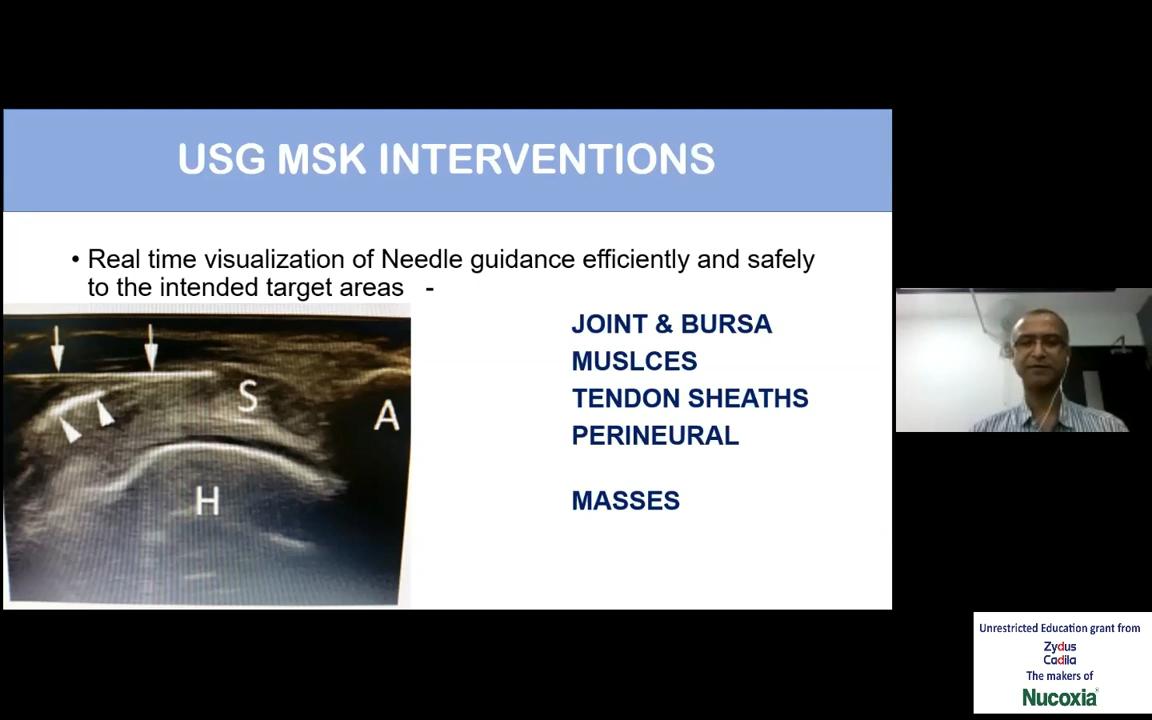 USG MSK INTERVENTIONS
• Real time visualization of Needle guidance efficiently and safely
to the intended target areas -
JOINT & BURSA
MUSLCES
TENDON SHEATHS
PERINEURAL
MASSES
S
A
H
Unrestricted Education grant from
Zydus
Cadila
The makers of
Nucoxia